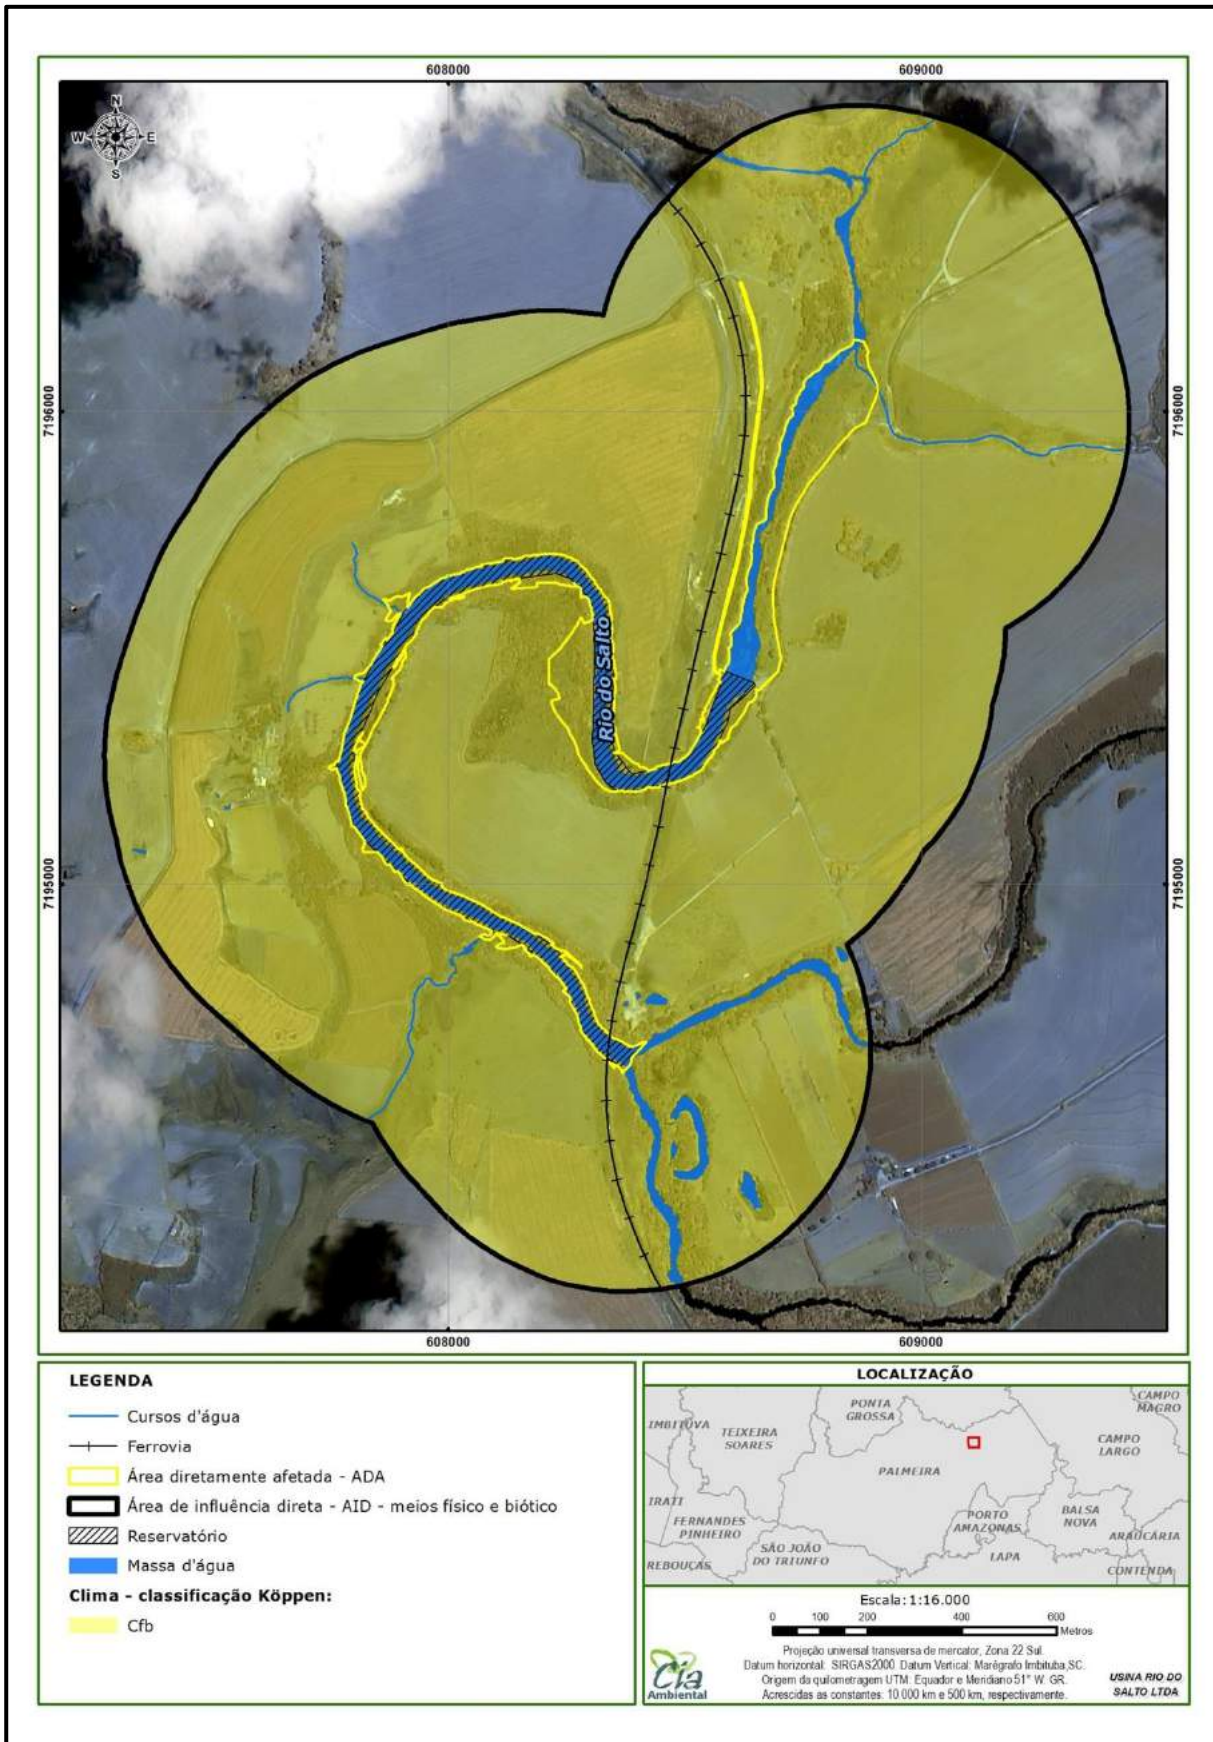 608000
609000
N
W
E
S
7196000
7196000
Rio do Salto
7195000
7195000
608000
609000
LEGENDA
Cursos d'água
Ferrovia
Área diretamente afetada - ADA
Área de influência direta - AID - meios físico e biótico
Reservatório
Massa d'água
Clima - classificação Köppen:
Cfb
LOCALIZAÇÃO
IMBITUVA
TEIXEIRA
SOARES
PONTA
GROSSA
CAMPO
MAGRO
CAMPO
LARGO
PALMEIRA
IRATI
FERNANDES
PINHEIRO
REBOUÇAS
SÃO JOÃO
DO TRIUNFO
PORTO
AMAZONAS
BALSA
NOVA
LAPA
ARAUCÁRIA
CONTENDA
Escala: 1:16.000
0 100 200 400 600
Metros
Projeção universal transversa de mercator, Zona 22 Sul.
Datum horizontal: SIRGAS2000. Datum Vertical: Marégrafo Imbituba,SC.
Origem da quilometragem UTM: Equador e Meridiano 51° W. GR.
Acrescidas as constantes: 10.000 km e 500 km, respectivamente.
Cia
Ambiental
USINA RIO DO
SALTO LTDA